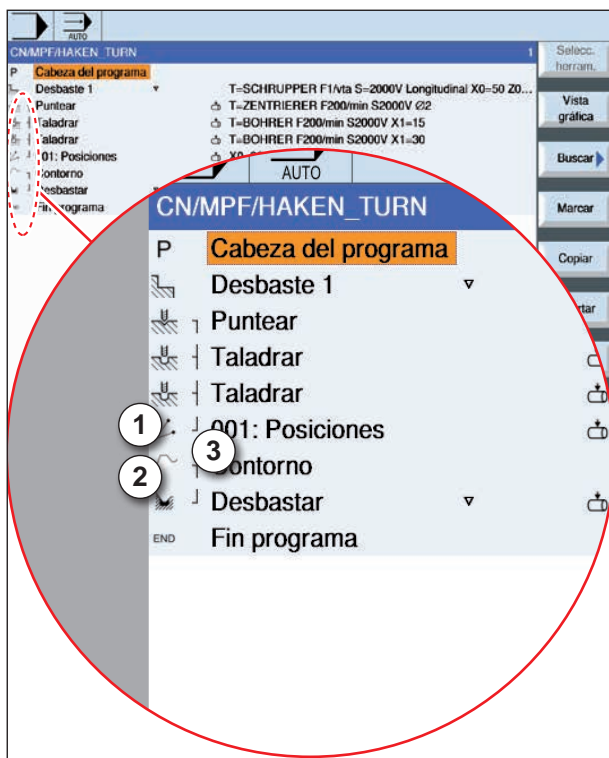 AUTO
CN/MPF/HAKEN_TURN 1
P Cabeza del programa
Desbaste 1 T=SCHRUPPER F1/vta S=2000V Longitudinal X0=50 Z0...
Puntear T=ZENTRIERER F200/min S2000V Ø2
Taladrar T=BOHRER F200/min S2000V X1=15
Taladrar T=BOHRER F200/min S2000V X1=30
001: Posiciones
Contorno
Desbastar
Fin programa
Selecc.
herram.
Vista
gráfica
Buscar
Marcar
Copiar
AUTO
CN/MPF/HAKEN_TURN
P Cabeza del programa
Desbaste 1
Puntear
Taladrar
Taladrar
1 001: Posiciones
2 3 Contorno
Desbastar
END Fin programa